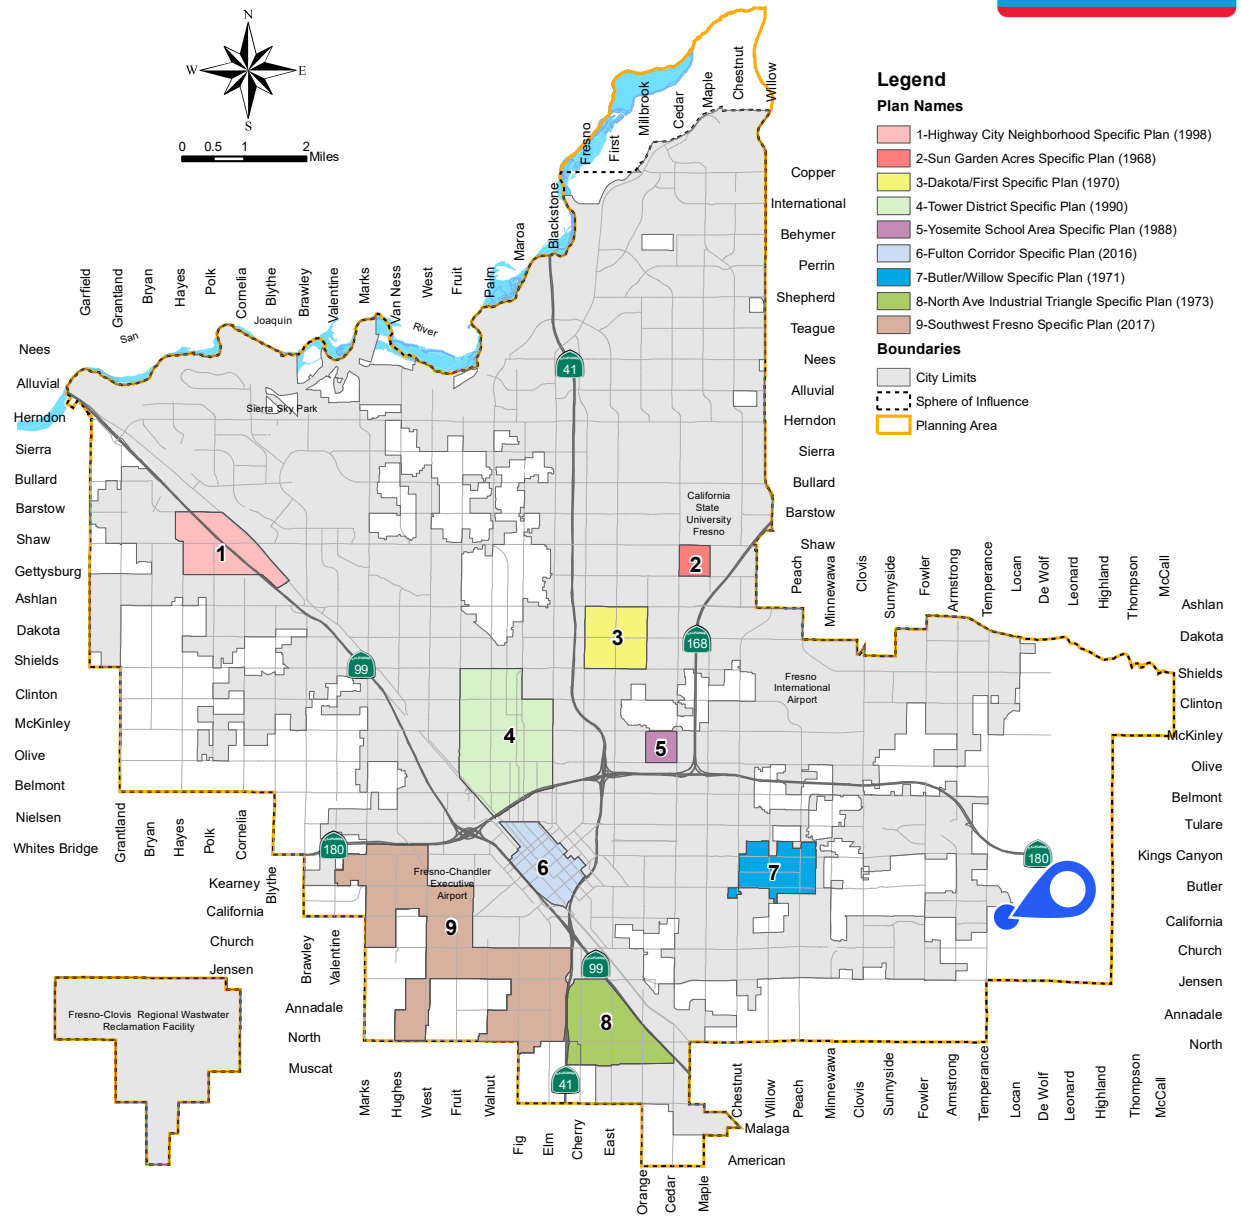 N
W
E
S
0 0.5 1 2
Miles
Legend
Plan Names
1-Highway City Neighborhood Specific Plan (1998)
2-Sun Garden Acres Specific Plan (1968)
3-Dakota/First Specific Plan (1970)
4-Tower District Specific Plan (1990)
5-Yosemite School Area Specific Plan (1988)
6-Fulton Corridor Specific Plan (2016)
7-Butler/Willow Specific Plan (1971)
8-North Ave Industrial Triangle Specific Plan (1973)
9-Southwest Fresno Specific Plan (2017)
Boundaries
City Limits
Sphere of Influence
Planning Area
Garfield
Grantland
Bryan
Hayes
Polk
Cornelia
Blythe
Brawley
Valentine
Marks
Van Ness
West
Fruit
Palm
Maroa
Blackstone
Fresno
First
Millbrook
Cedar
Maple
Chestnut
Willow
San
Joaquin
River
Copper
International
Behymer
Perrin
Shepherd
Teague
Nees
Alluvial
Herndon
Sierra
Bullard
Barstow
Shaw
Nees
Alluvial
Herndon
Sierra
Bullard
Barstow
Shaw
Gettysburg
Ashlan
Dakota
Shields
Clinton
McKinley
Olive
Belmont
Nielsen
Whites Bridge
Sierra Sky Park
California
State
University
Fresno
41
1
2
3
168
99
4
5
Fresno
International
Airport
Peach
Minnewawa
Clovis
Sunnyside
Fowler
Armstrong
Temperance
Locan
De Wolf
Leonard
Highland
Thompson
McCall
Ashlan
Dakota
Shields
Clinton
McKinley
Olive
Belmont
Tulare
Kings Canyon
Butler
California
Church
Jensen
Annadale
North
Grantland
Bryan
Hayes
Polk
Cornelia
Blythe
180
180
6
7
Fresno-Chandler
Executive
Airport
9
99
8
41
Kearney
California
Church
Jensen
Brawley
Valentine
Annadale
North
Muscat
Fresno-Clovis Regional Wastwater
Reclamation Facility
Marks
Hughes
West
Fruit
Walnut
Fig
Elm
Cherry
East
Orange
Cedar
Maple
Chestnut
Willow
Peach
Minnewawa
Clovis
Sunnyside
Fowler
Armstrong
Temperance
Locan
De Wolf
Leonard
Highland
Thompson
McCall
Malaga
American